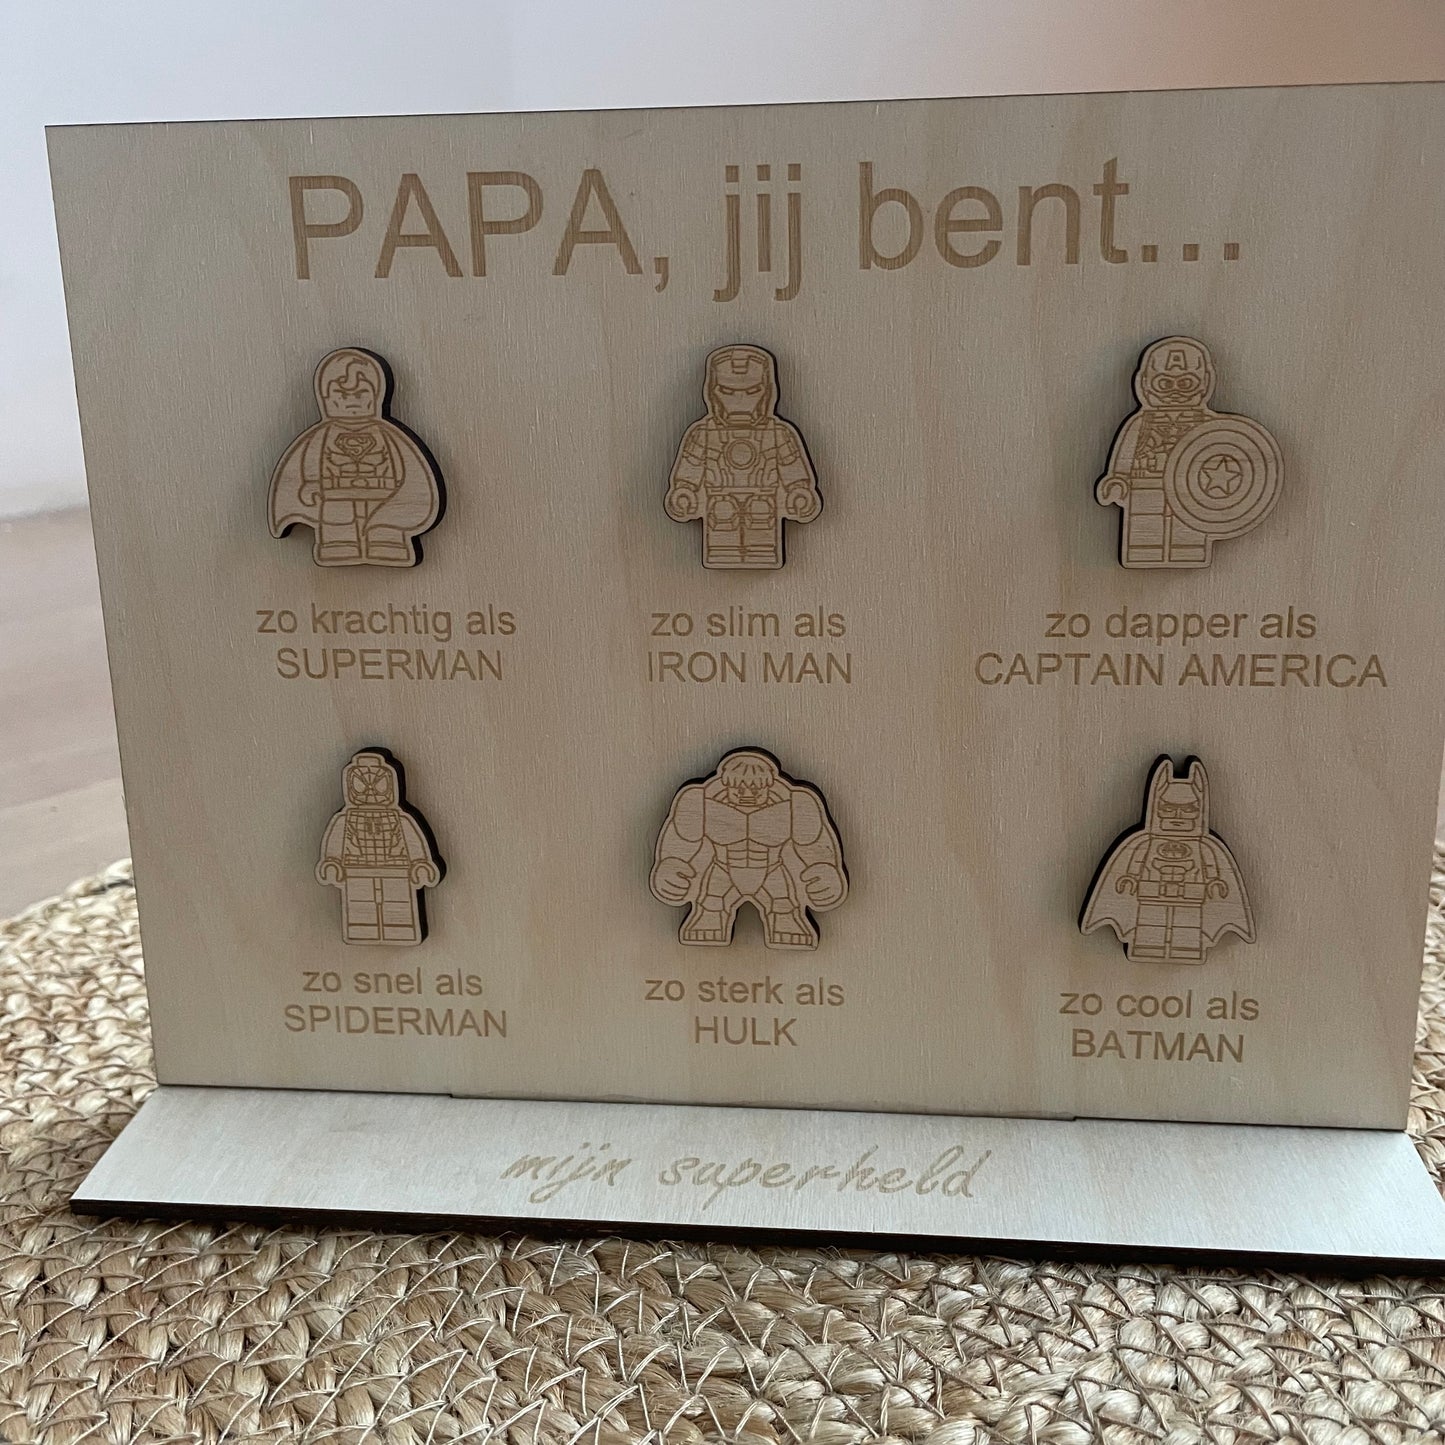 PAPA, jij bent...
zo krachtig als
SUPERMAN
zo slim als
IRON MAN
zo dapper als
CAPTAIN AMERICA
zo snel als
SPIDERMAN
zo sterk als
HULK
zo cool als
BATMAN
mijn superheld